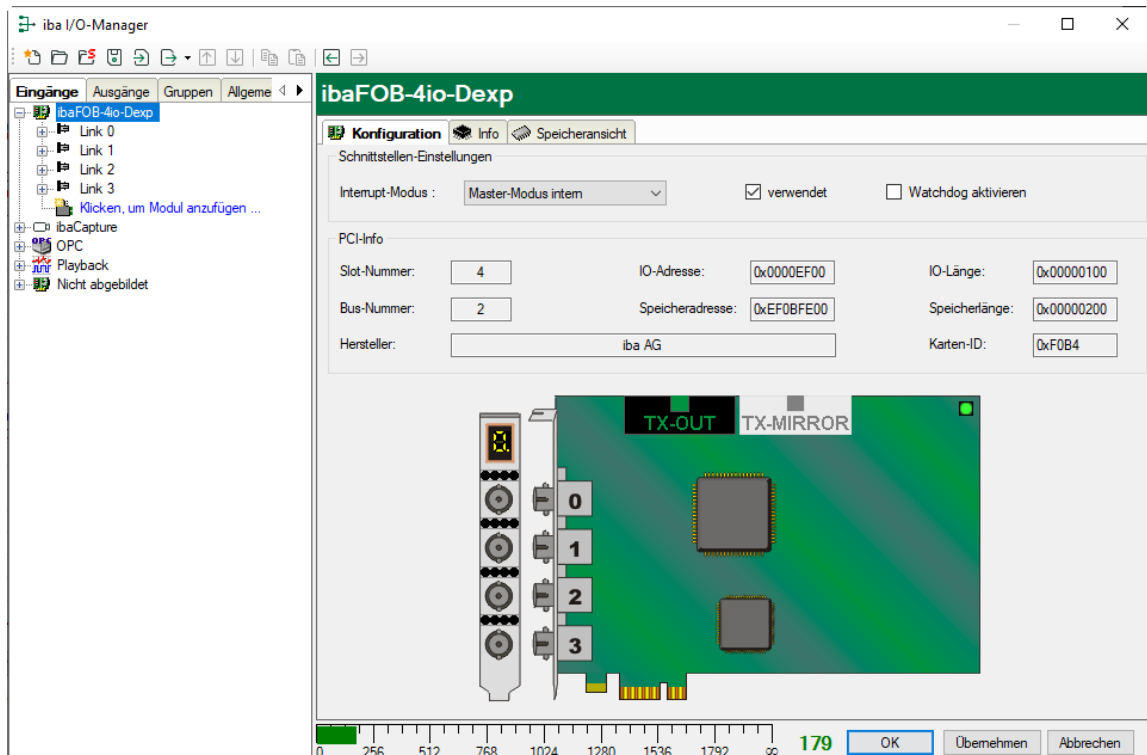 iba I/O-Manager
Eingänge Ausgänge Gruppen Allgeme
ibaFOB-4io-Dexp
Link 0
Link 1
Link 2
Link 3
Klicken, um Modul anzufügen ...
ibaCapture
OPC
Playback
Nicht abgebildet
ibaFOB-4io-Dexp
Konfiguration Info Speicheransicht
Schnittstellen-Einstellungen
Interrupt-Modus : Master-Modus intern verwendet Watchdog aktivieren
PCI-Info
Slot-Nummer: 4 IO-Adresse: 0x0000EF00 IO-Länge: 0x00000100
Bus-Nummer: 2 Speicheradresse: 0xEF0BFE00 Speicherlänge: 0x00000200
Hersteller: iba AG Karten-ID: 0xF0B4
TX-OUT TX-MIRROR
0
1
2
3
0 256 512 768 1024 1280 1536 1792 ∞ 179 OK Übernehmen Abbrechen